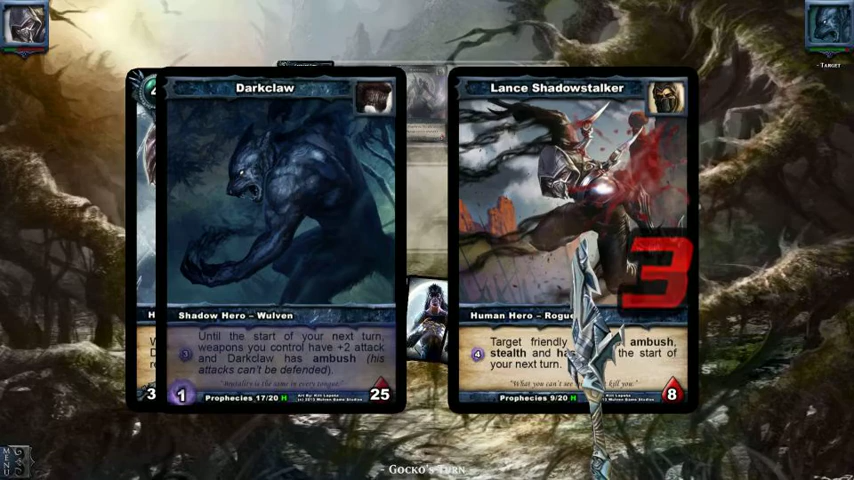 - TARGET
Darkclaw
Shadow Hero – Wulven
3
Until the start of your next turn,
weapons you control have +2 attack
and Darkclaw has ambush (his
attacks can't be defended).
"Brutality is the same in every tongue."
1
Prophecies 17/20 H
25
Lance Shadowstalker
3
Human Hero – Rogue
4
Target friendly ambush,
stealth and the start of
your next turn.
"What you can't see kill you."
Prophecies 9/20 H
8
MENU
- GOCKO'S TURN